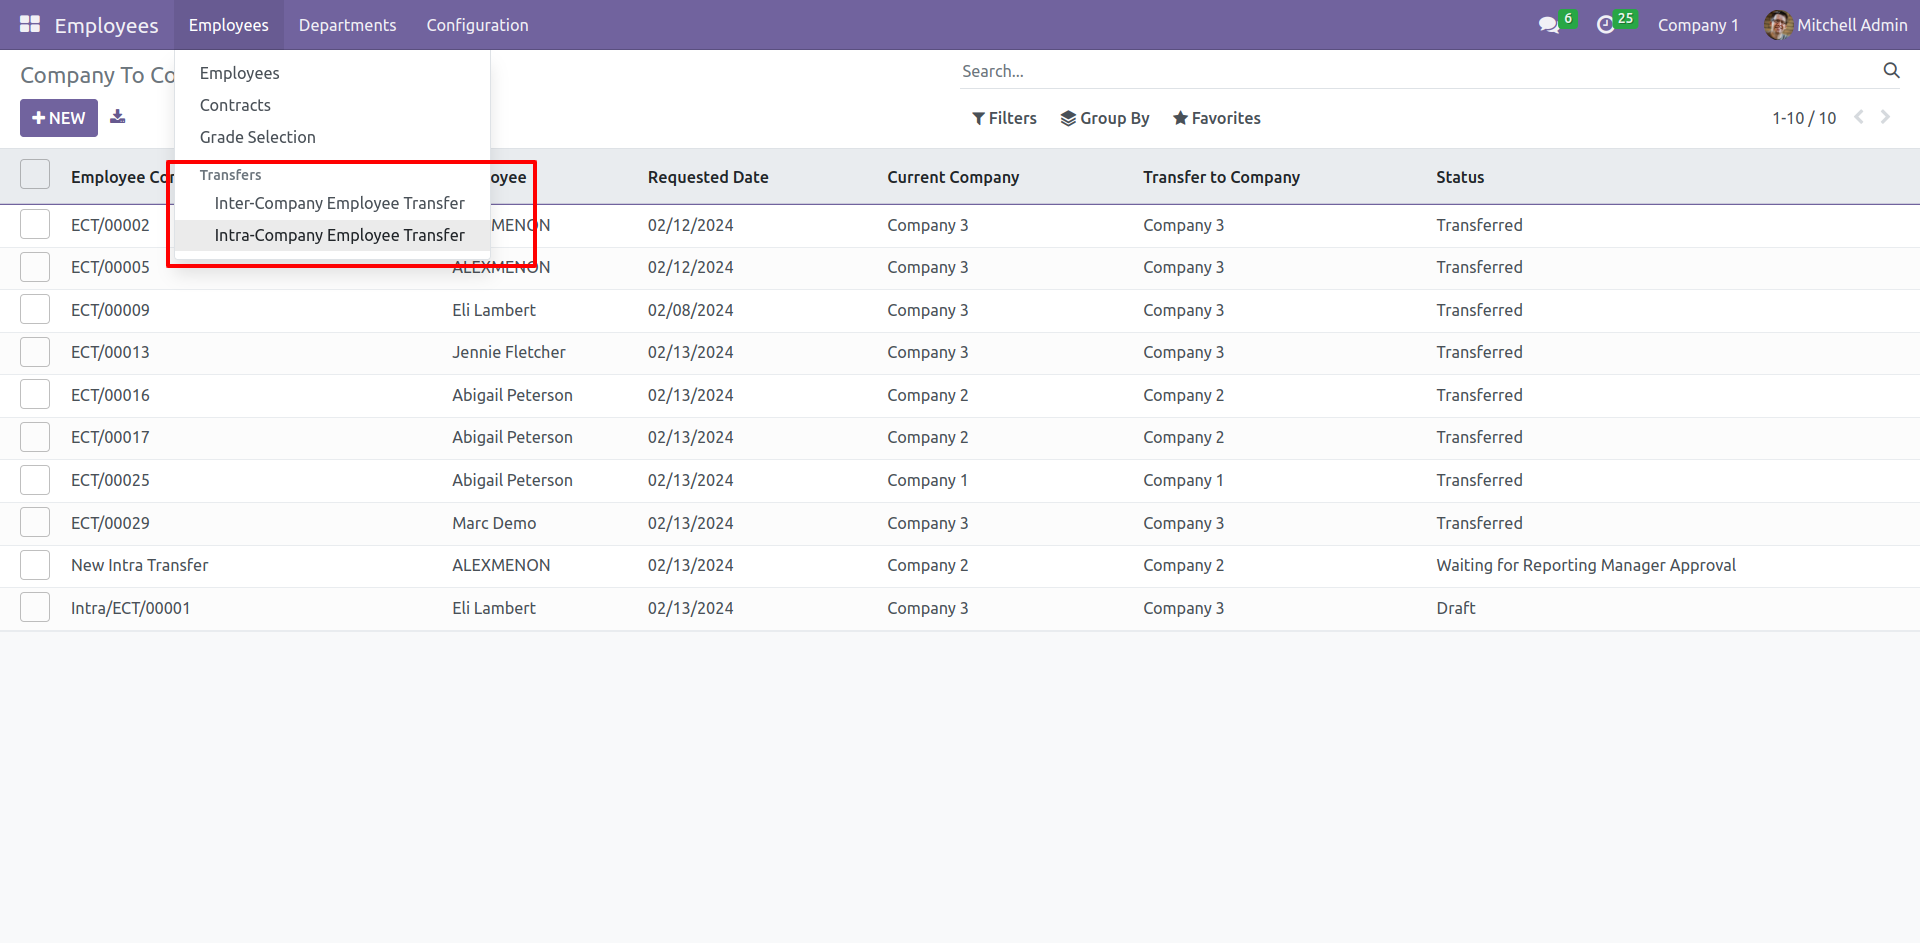 Employees Employees Departments Configuration 6 25 Company 1 Mitchell Admin
Company To Co
Search...
Employees
Contracts
Grade Selection
Transfers
Inter-Company Employee Transfer
Intra-Company Employee Transfer
NEW
Filters Group By Favorites 1-10 / 10
Employee Requested Date Current Company Transfer to Company Status
ECT/00002 02/12/2024 Company 3 Company 3 Transferred
ECT/00005 ALEXMENON 02/12/2024 Company 3 Company 3 Transferred
ECT/00009 Eli Lambert 02/08/2024 Company 3 Company 3 Transferred
ECT/00013 Jennie Fletcher 02/13/2024 Company 3 Company 3 Transferred
ECT/00016 Abigail Peterson 02/13/2024 Company 2 Company 2 Transferred
ECT/00017 Abigail Peterson 02/13/2024 Company 2 Company 2 Transferred
ECT/00025 Abigail Peterson 02/13/2024 Company 1 Company 1 Transferred
ECT/00029 Marc Demo 02/13/2024 Company 3 Company 3 Transferred
New Intra Transfer ALEXMENON 02/13/2024 Company 2 Company 2 Waiting for Reporting Manager Approval
Intra/ECT/00001 Eli Lambert 02/13/2024 Company 3 Company 3 Draft